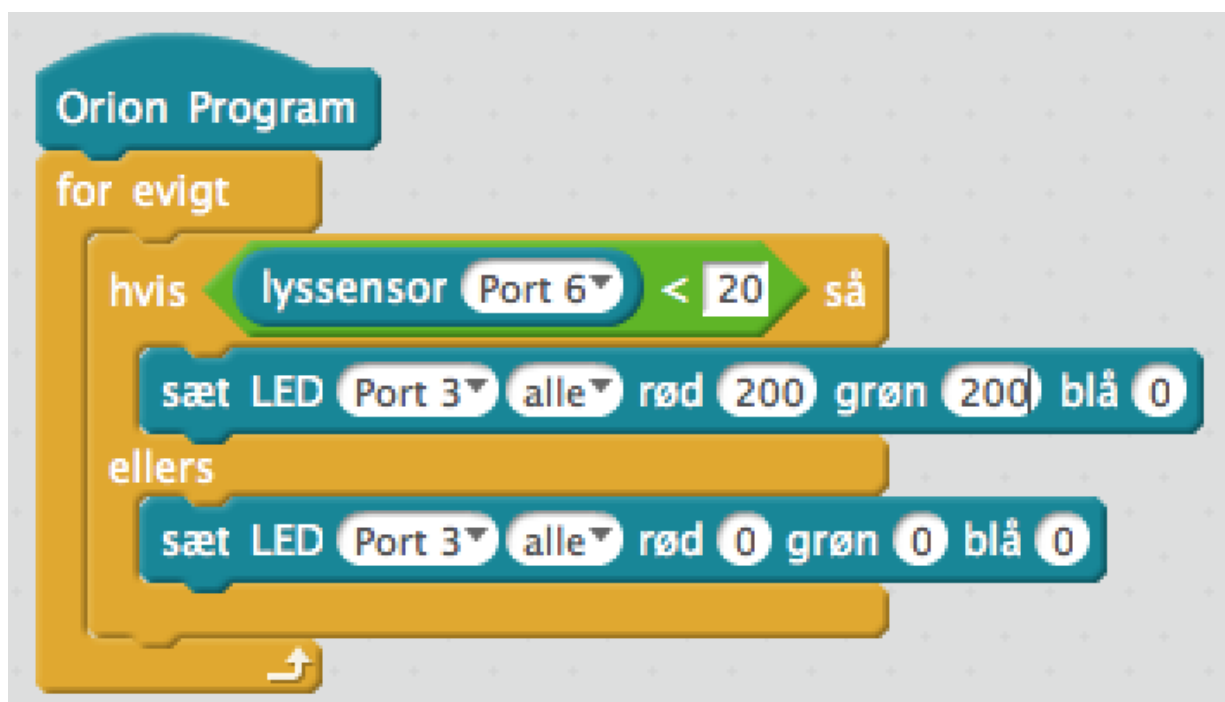 Orion Program
for evigt
hvis lyssensor Port 6 < 20 så
sæt LED Port 3 alle rød 200 grøn 200 blå 0
ellers
sæt LED Port 3 alle rød 0 grøn 0 blå 0